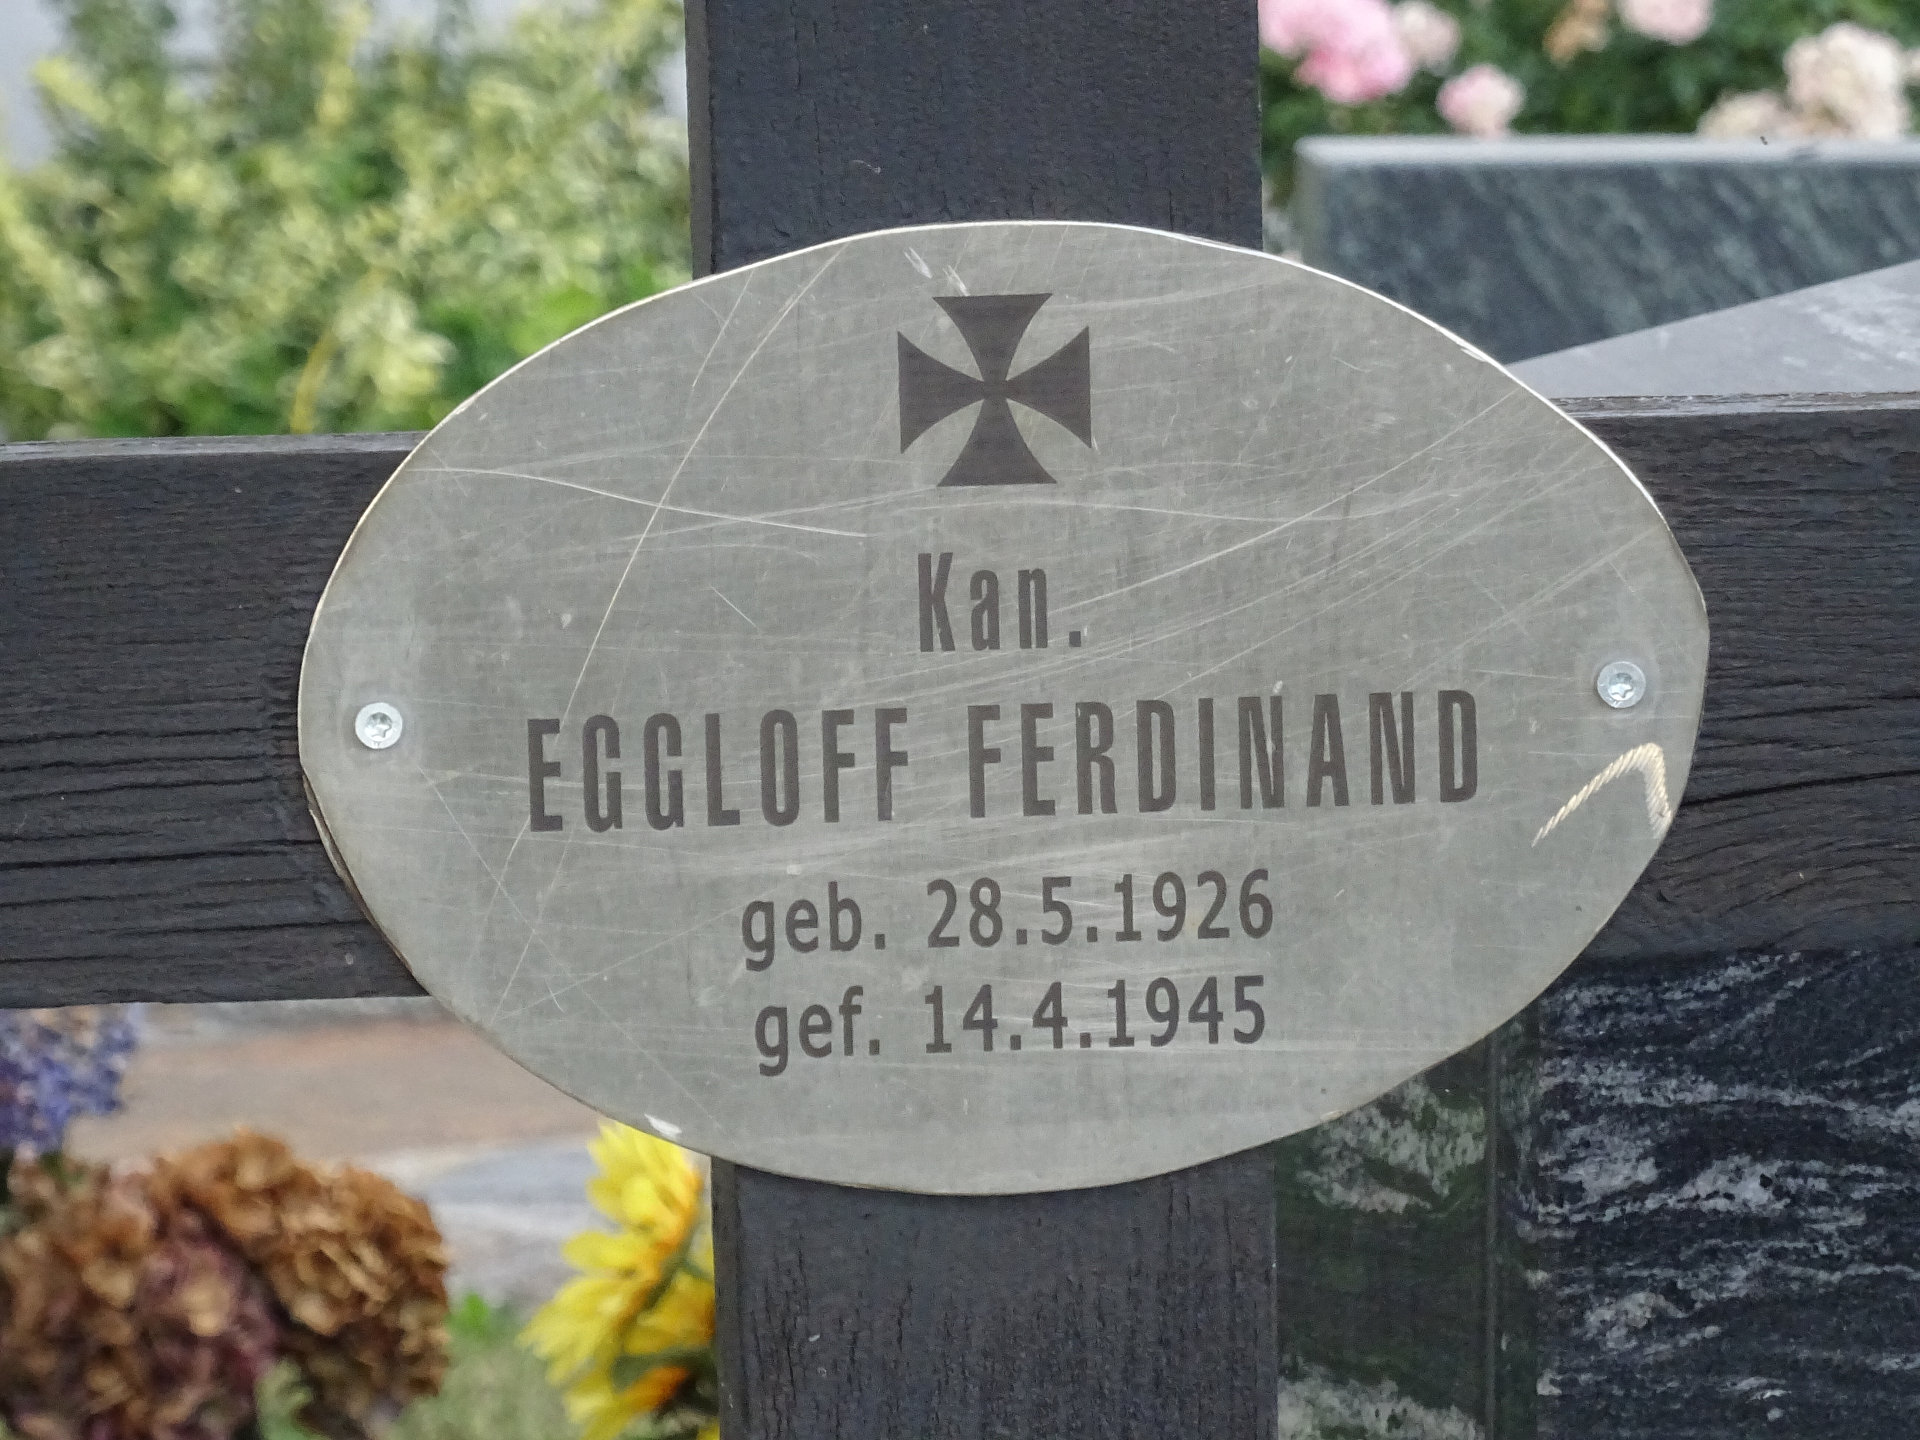 Kan.
EGGLOFF FERDINAND
geb. 28.5.1926
gef. 14.4.1945